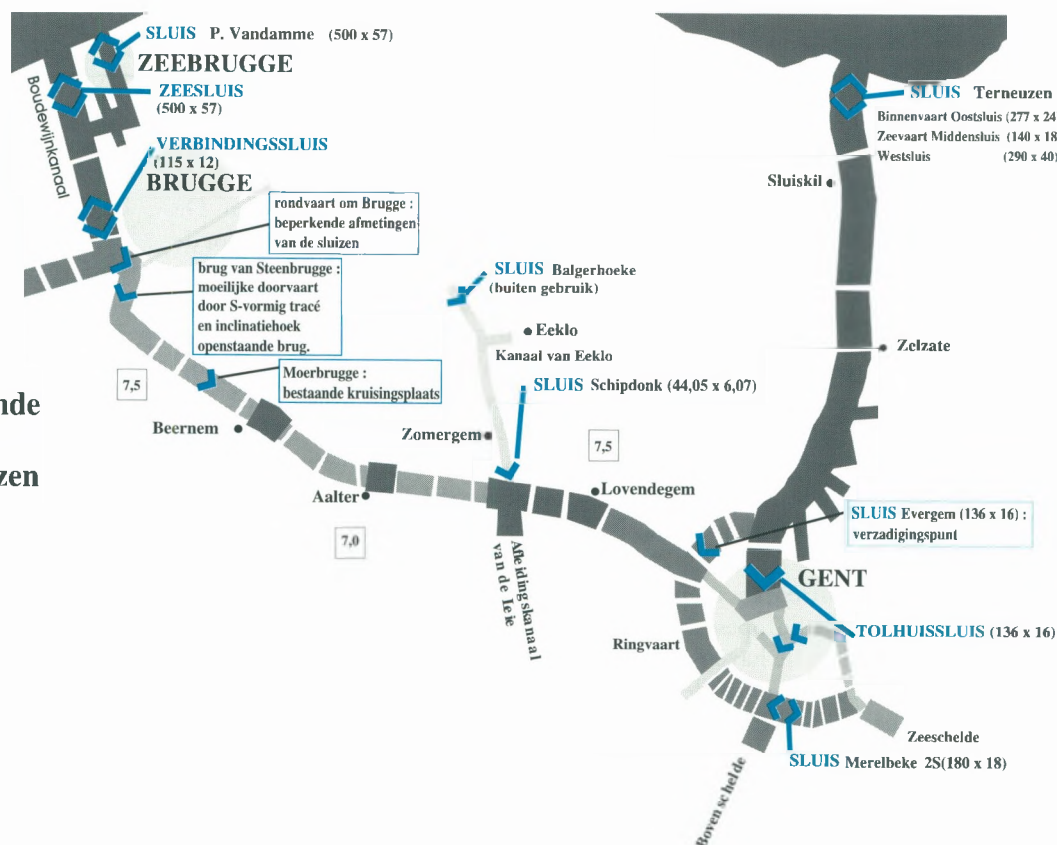 SLUIS P. Vandamme (500 x 57)
ZEEBRUGGE
ZEESLUIS
(500 x 57)
Boudewijnkanaal
VERBINDINGSSLUIS
(115 x 12)
BRUGGE
rondvaart om Brugge :
beperkende afmetingen
van de sluizen
brug van Steenbrugge :
moeilijke doorvaart
door S-vormig tracé
en inclinatiehoek
openstaande brug.
Moerbrugge :
bestaande kruisingsplaats
SLUIS Terneuzen
Binnenvaart Oostsluis (277 x 24
Zeevaart Middensluis (140 x 18
Westsluis (290 x 40)
Sluiskil
SLUIS Balgerhoeke
(buiten gebruik)
Eeklo
Kanaal van Eeklo
Zelzate
SLUIS Schipdonk (44,05 x 6,07)
7,5
nde
zen
Beernem
Zomergem
7,5
Aalter
Lovendegem
7,0
Afleidingskanaal
van de Leie
SLUIS Evergem (136 x 16) :
verzadigingspunt
GENT
TOLHUISSLUIS (136 x 16)
Ringvaart
Zeeschelde
SLUIS Merelbeke 2S(180 x 18)
Bovenschelde